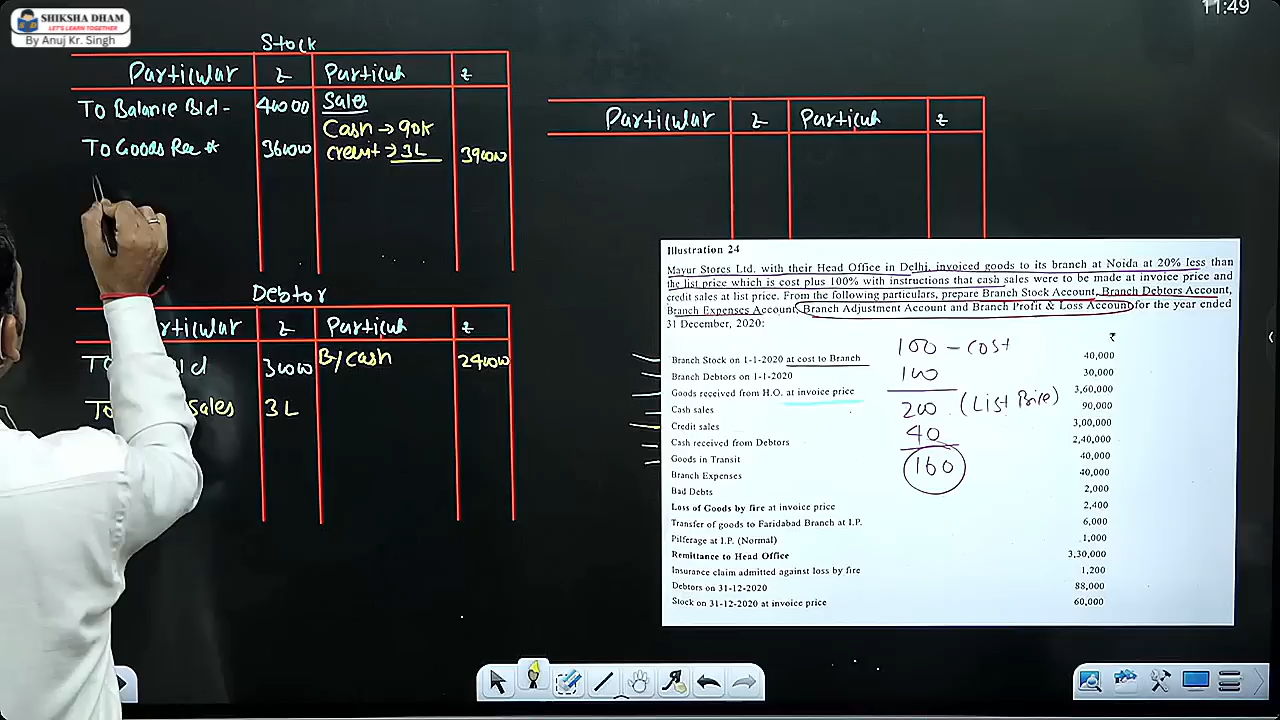 SHIKSHA DHAM
LET'S LEARN TOGETHER
By Anuj Kr. Singh
11:49
Stock
Particular ₹ Particular ₹
To Balance B/d - 40000 Sales
Cash → 90k
To Goods Rec 360000 Credit → 3L 390000
Debtor
₹ Particular ₹
30000 By cash 240000
Sales 3L
Particular ₹ Particular ₹
Illustration 24
Mayur Stores Ltd. with their Head Office in Delhi, invoiced goods to its branch at Noida at 20% less than
the list price which is cost plus 100% with instructions that cash sales were to be made at invoice price and
credit sales at list price. From the following particulars, prepare Branch Stock Account, Branch Debtors Account,
Branch Expenses Account, Branch Adjustment Account and Branch Profit & Loss Account for the year ended
31 December, 2020:
₹
Branch Stock on 1-1-2020 at cost to Branch 40,000
Branch Debtors on 1-1-2020 30,000
Goods received from H.O. at invoice price 3,60,000
Cash sales 90,000
Credit sales 3,00,000
Cash received from Debtors 2,40,000
Goods in Transit 40,000
Branch Expenses 40,000
Bad Debts 2,000
Loss of Goods by fire at invoice price 2,400
Transfer of goods to Faridabad Branch at I.P. 6,000
Pilferage at I.P. (Normal) 1,000
Remittance to Head Office 3,30,000
Insurance claim admitted against loss by fire 1,200
Debtors on 31-12-2020 88,000
Stock on 31-12-2020 at invoice price 60,000
100 - cost
100
200 (List Price)
40
160